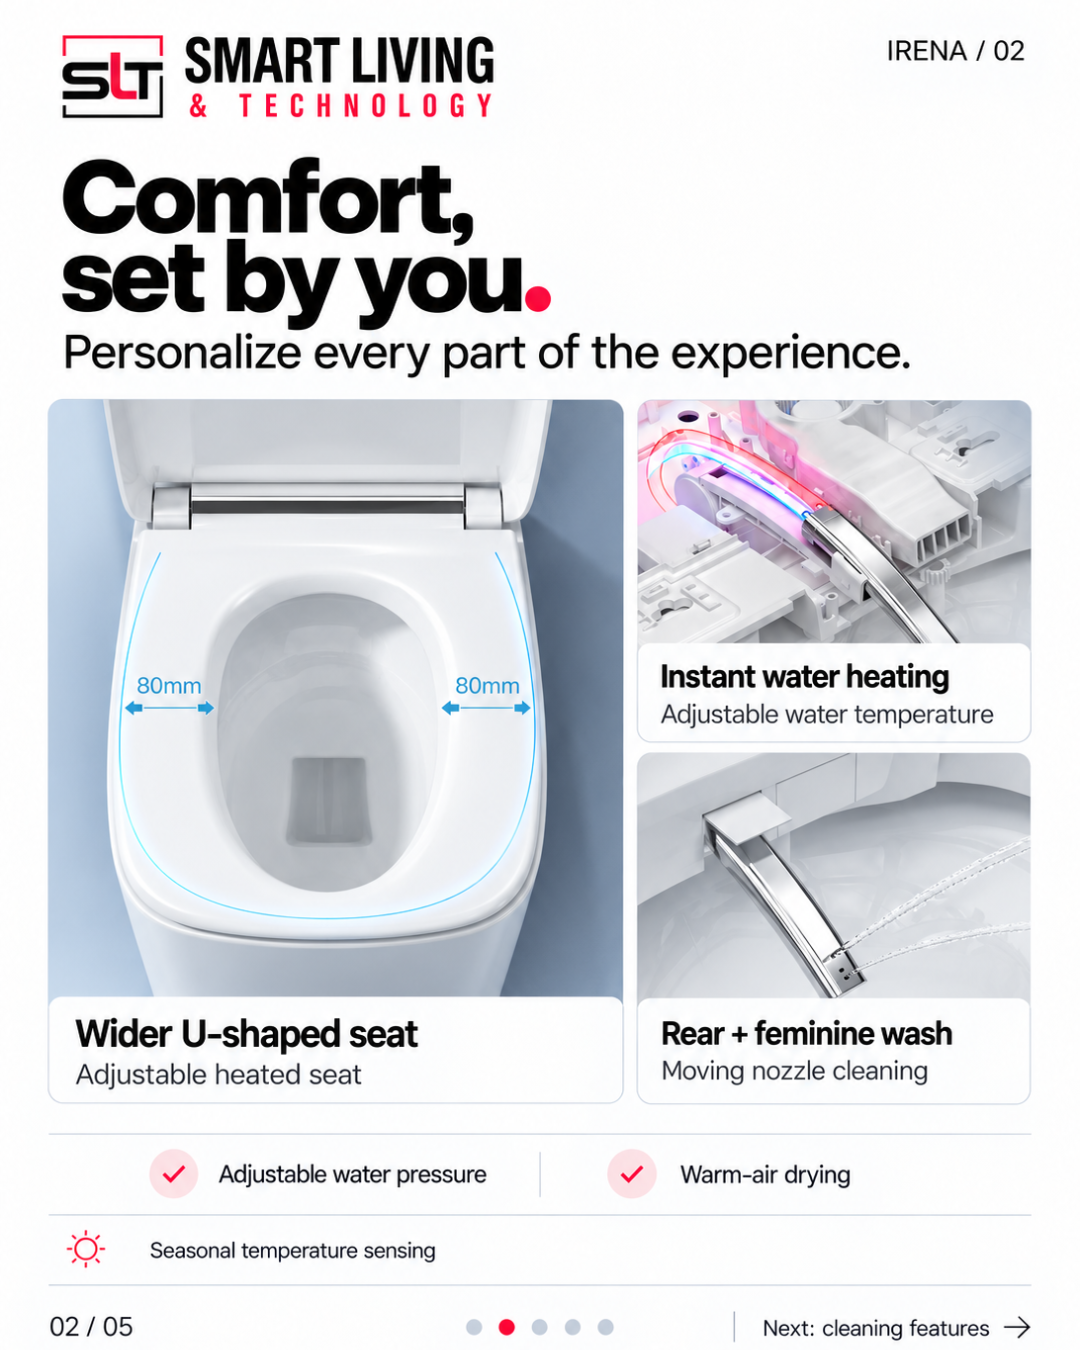 SLT
SMART LIVING
& TECHNOLOGY
IRENA / 02
Comfort,
set by you.
Personalize every part of the experience.
80mm
80mm
Wider U-shaped seat
Adjustable heated seat
Instant water heating
Adjustable water temperature
Rear + feminine wash
Moving nozzle cleaning
Adjustable water pressure
Warm-air drying
Seasonal temperature sensing
02 / 05
Next: cleaning features →